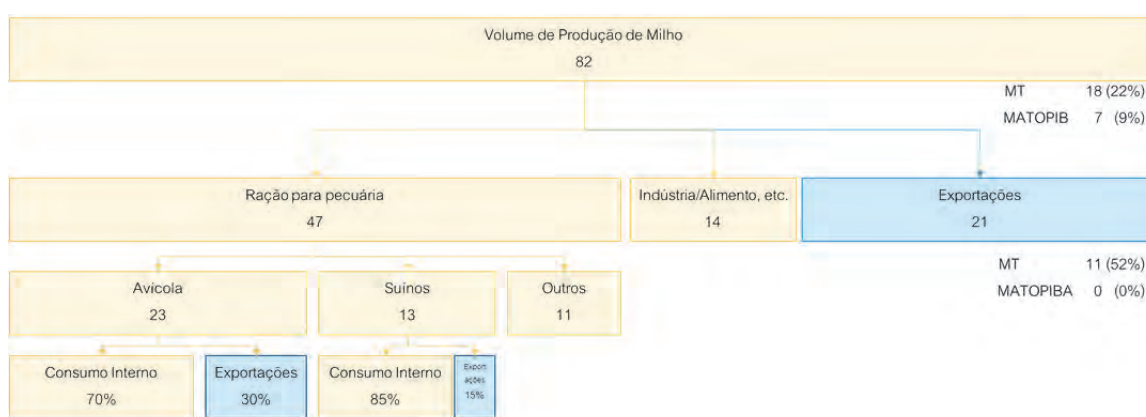 Volume de Produção de Milho
82
MT 18 (22%)
MATOPIB 7 (9%)
Ração para pecuária
47
Indústria/Alimento, etc.
14
Exportações
21
MT 11 (52%)
MATOPIBA 0 (0%)
Avícola
23
Suínos
13
Outros
11
Consumo Interno
70%
Exportações
30%
Consumo Interno
85%
Export
ações
15%